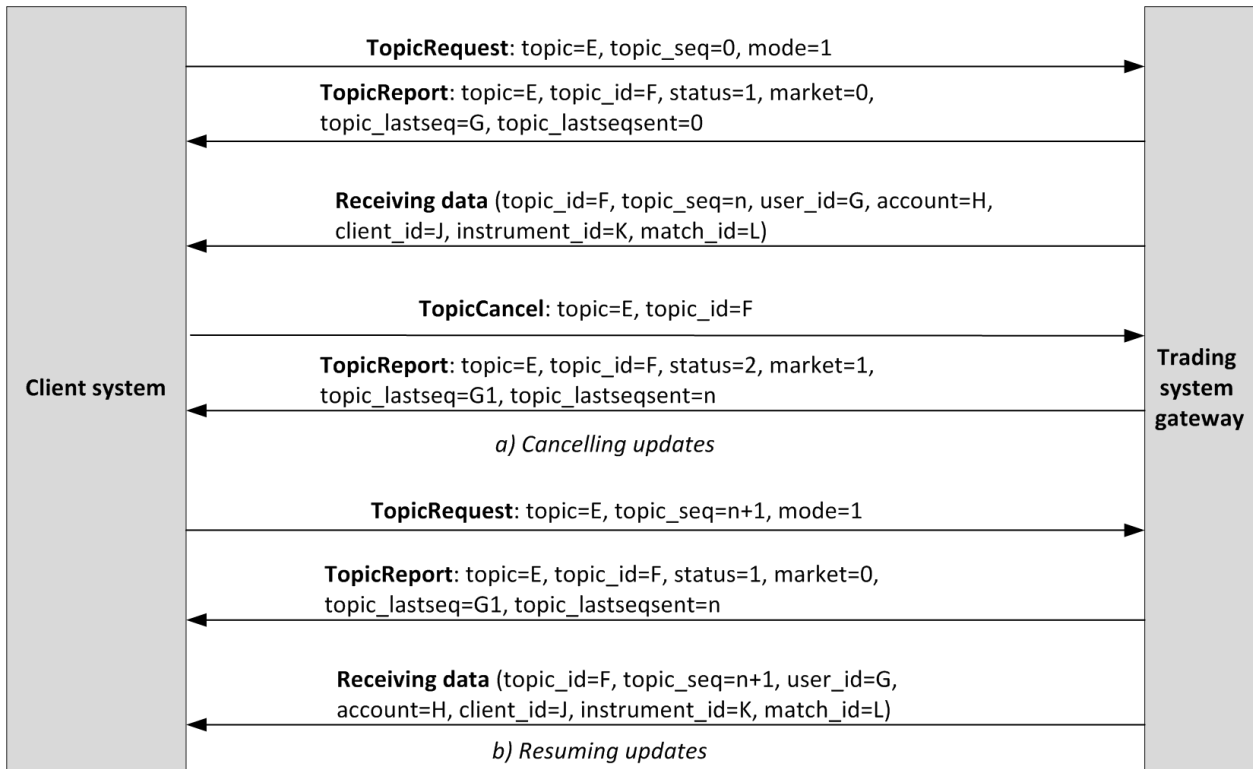 TopicRequest: topic=E, topic_seq=0, mode=1
TopicReport: topic=E, topic_id=F, status=1, market=0,
topic_lastseq=G, topic_lastseqsent=0
Receiving data (topic_id=F, topic_seq=n, user_id=G, account=H,
client_id=J, instrument_id=K, match_id=L)
TopicCancel: topic=E, topic_id=F
TopicReport: topic=E, topic_id=F, status=2, market=1,
topic_lastseq=G1, topic_lastseqsent=n
Client system
Trading
system
gateway
a) Cancelling updates
TopicRequest: topic=E, topic_seq=n+1, mode=1
TopicReport: topic=E, topic_id=F, status=1, market=0,
topic_lastseq=G1, topic_lastseqsent=n
Receiving data (topic_id=F, topic_seq=n+1, user_id=G,
account=H, client_id=J, instrument_id=K, match_id=L)
b) Resuming updates